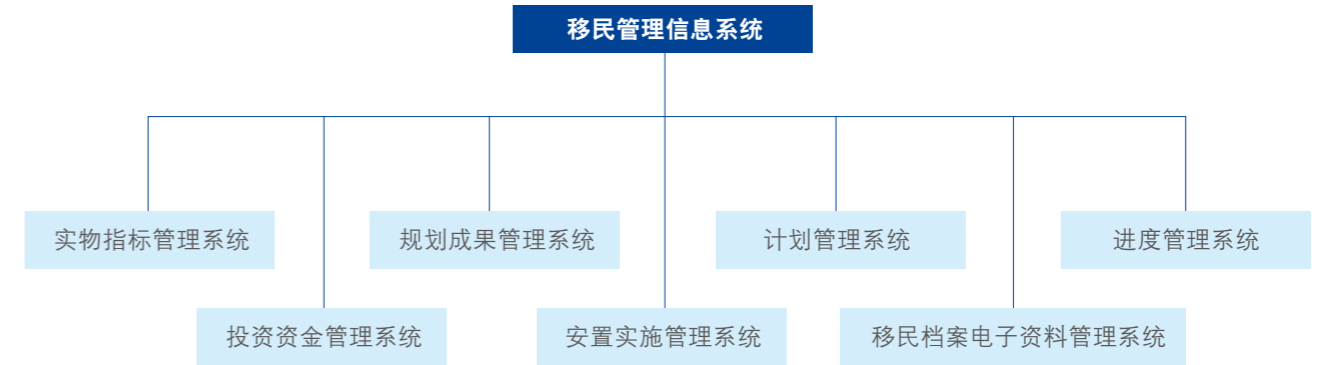 移民管理信息系统
实物指标管理系统
规划成果管理系统
计划管理系统
进度管理系统
投资资金管理系统
安置实施管理系统
移民档案电子资料管理系统